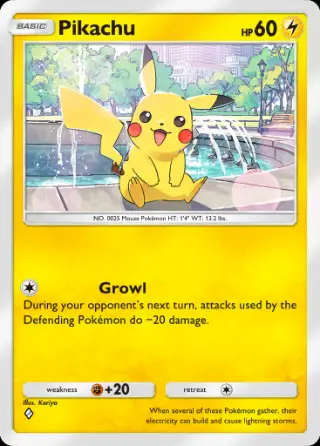 BASIC Pikachu HP 60
NO. 0025 Mouse Pokémon HT: 1'4" WT: 13.2 lbs.
Growl
During your opponent's next turn, attacks used by the
Defending Pokémon do −20 damage.
weakness +20 retreat
Illus. Kariya
When several of these Pokémon gather, their
electricity can build and cause lightning storms.